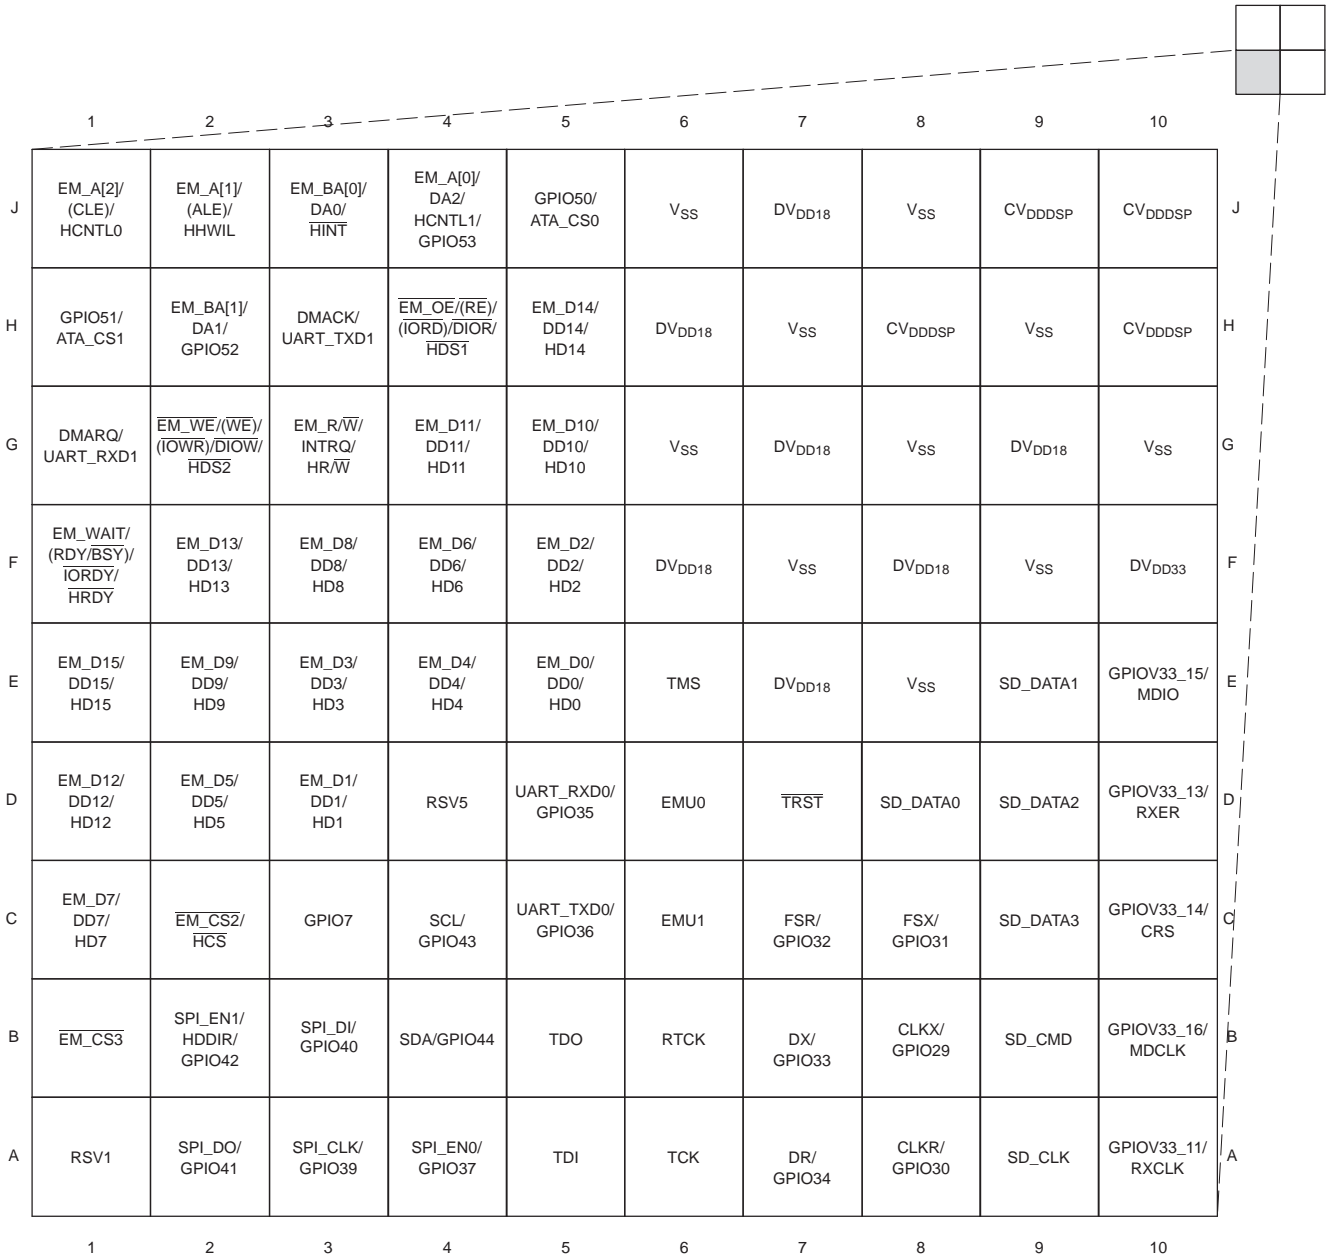 1 2 3 4 5 6 7 8 9 10
J
EM_A[2]/
(CLE)/
HCNTL0
EM_A[1]/
(ALE)/
HHWIL
EM_BA[0]/
DA0/
HINT
EM_A[0]/
DA2/
HCNTL1/
GPIO53
GPIO50/
ATA_CS0
VSS
DVDD18
VSS
CVDDDSP
CVDDDSP
J
H
GPIO51/
ATA_CS1
EM_BA[1]/
DA1/
GPIO52
DMACK/
UART_TXD1
EM_OE/(RE)/
(IORD)/DIOR/
HDS1
EM_D14/
DD14/
HD14
DVDD18
VSS
CVDDDSP
VSS
CVDDDSP
H
G
DMARQ/
UART_RXD1
EM_WE/(WE)/
(IOWR)/DIOW/
HDS2
EM_R/W/
INTRQ/
HR/W
EM_D11/
DD11/
HD11
EM_D10/
DD10/
HD10
VSS
DVDD18
VSS
DVDD18
VSS
G
F
EM_WAIT/
(RDY/BSY)/
IORDY/
HRDY
EM_D13/
DD13/
HD13
EM_D8/
DD8/
HD8
EM_D6/
DD6/
HD6
EM_D2/
DD2/
HD2
DVDD18
VSS
DVDD18
VSS
DVDD33
F
E
EM_D15/
DD15/
HD15
EM_D9/
DD9/
HD9
EM_D3/
DD3/
HD3
EM_D4/
DD4/
HD4
EM_D0/
DD0/
HD0
TMS
DVDD18
VSS
SD_DATA1
GPIOV33_15/
MDIO
E
D
EM_D12/
DD12/
HD12
EM_D5/
DD5/
HD5
EM_D1/
DD1/
HD1
RSV5
UART_RXD0/
GPIO35
EMU0
TRST
SD_DATA0
SD_DATA2
GPIOV33_13/
RXER
D
C
EM_D7/
DD7/
HD7
EM_CS2/
HCS
GPIO7
SCL/
GPIO43
UART_TXD0/
GPIO36
EMU1
FSR/
GPIO32
FSX/
GPIO31
SD_DATA3
GPIOV33_14/
CRS
C
B
EM_CS3
SPI_EN1/
HDDIR/
GPIO42
SPI_DI/
GPIO40
SDA/GPIO44
TDO
RTCK
DX/
GPIO33
CLKX/
GPIO29
SD_CMD
GPIOV33_16/
MDCLK
B
A
RSV1
SPI_DO/
GPIO41
SPI_CLK/
GPIO39
SPI_EN0/
GPIO37
TDI
TCK
DR/
GPIO34
CLKR/
GPIO30
SD_CLK
GPIOV33_11/
RXCLK
A
1 2 3 4 5 6 7 8 9 10